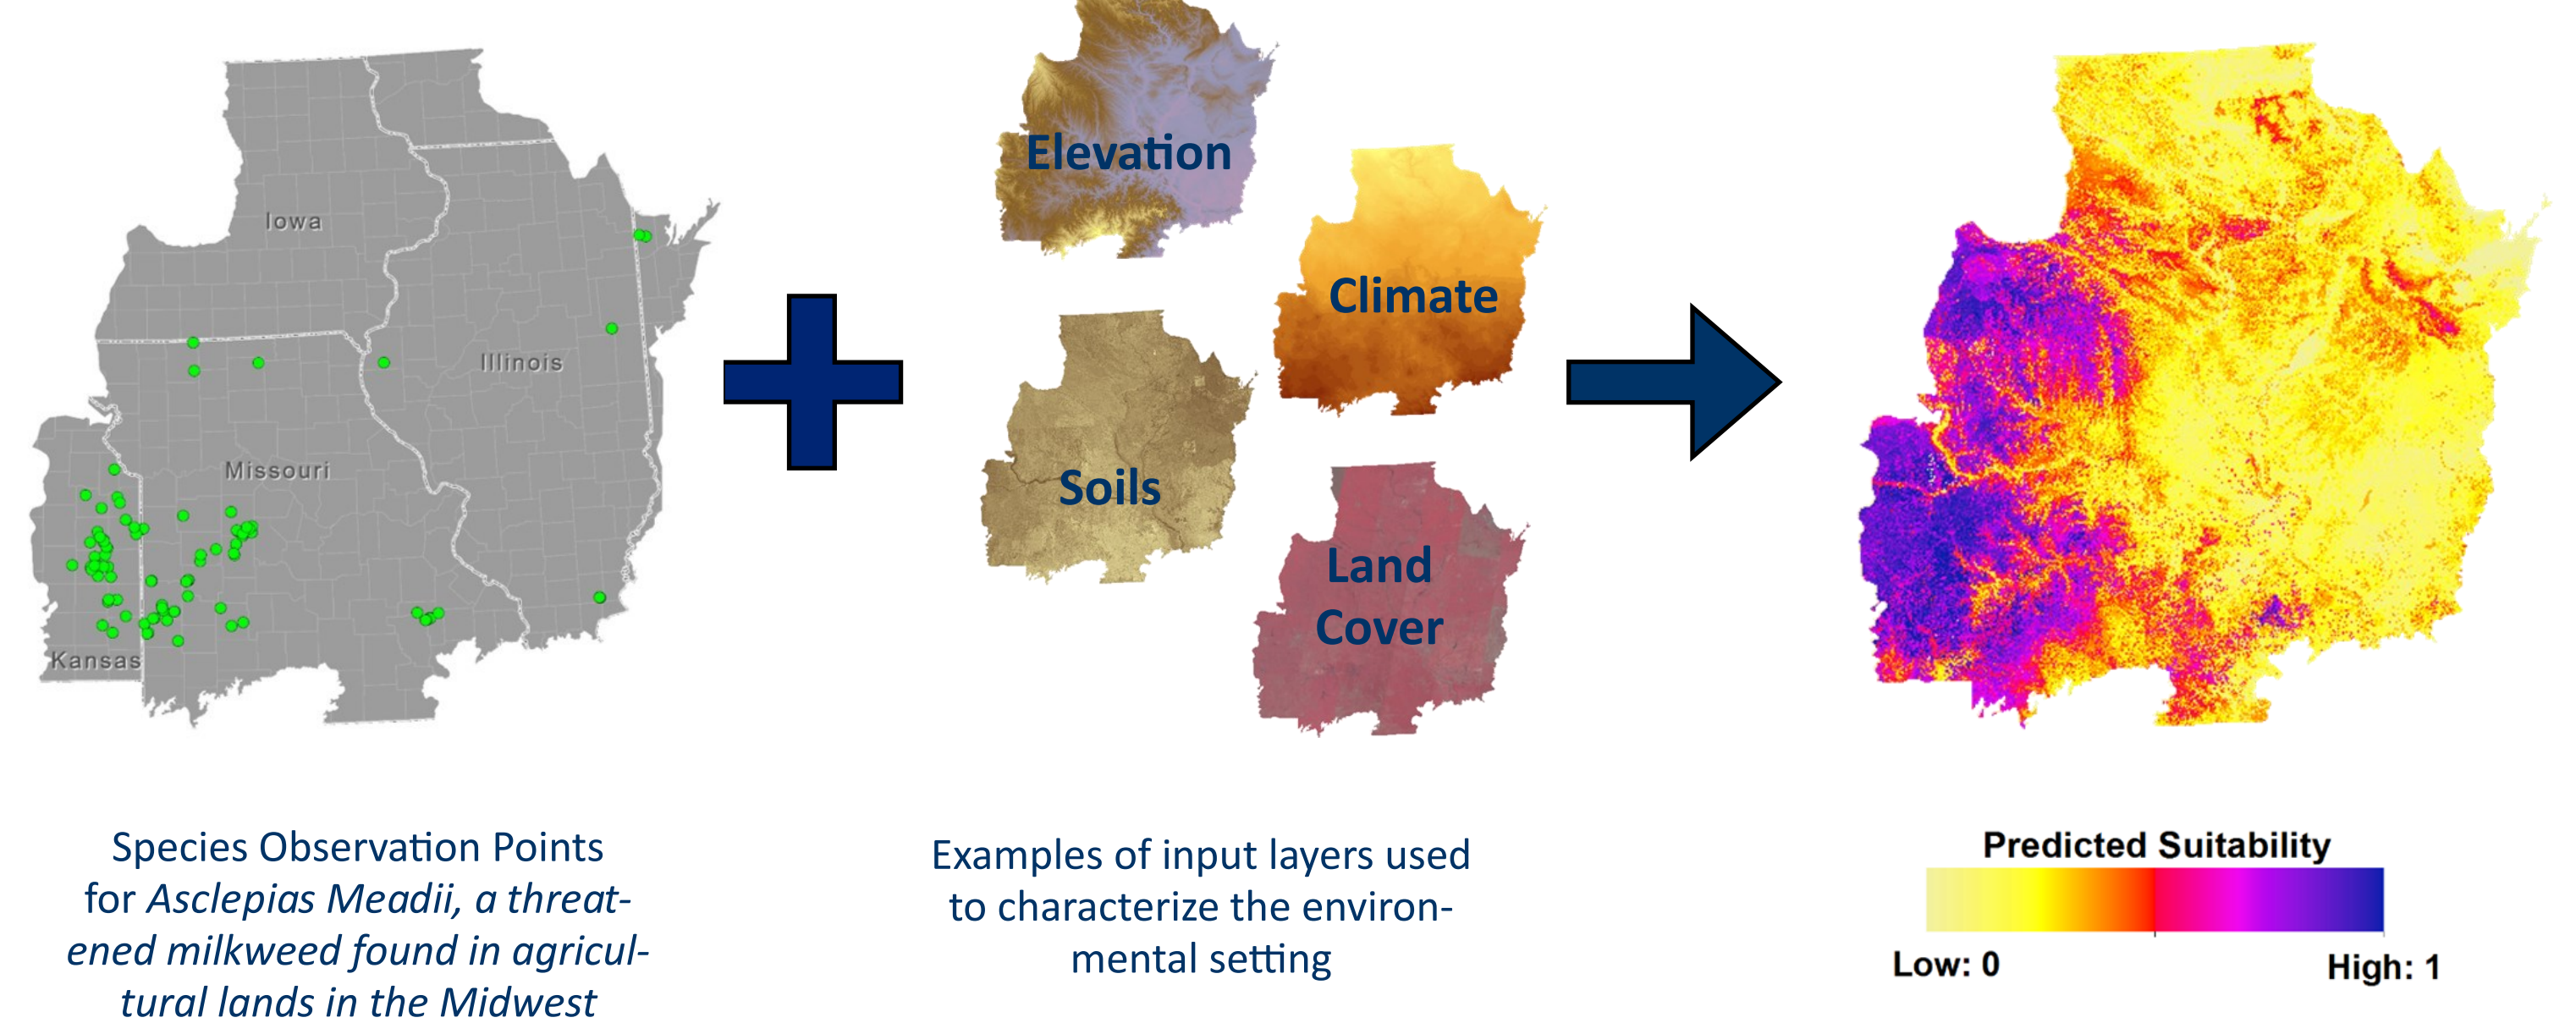 Iowa
Illinois
Missouri
Kansas
Elevation
Climate
Soils
Land
Cover
Species Observation Points
for Asclepias Meadii, a threat-
ened milkweed found in agricul-
tural lands in the Midwest
Examples of input layers used
to characterize the environ-
mental setting
Predicted Suitability
Low: 0
High: 1